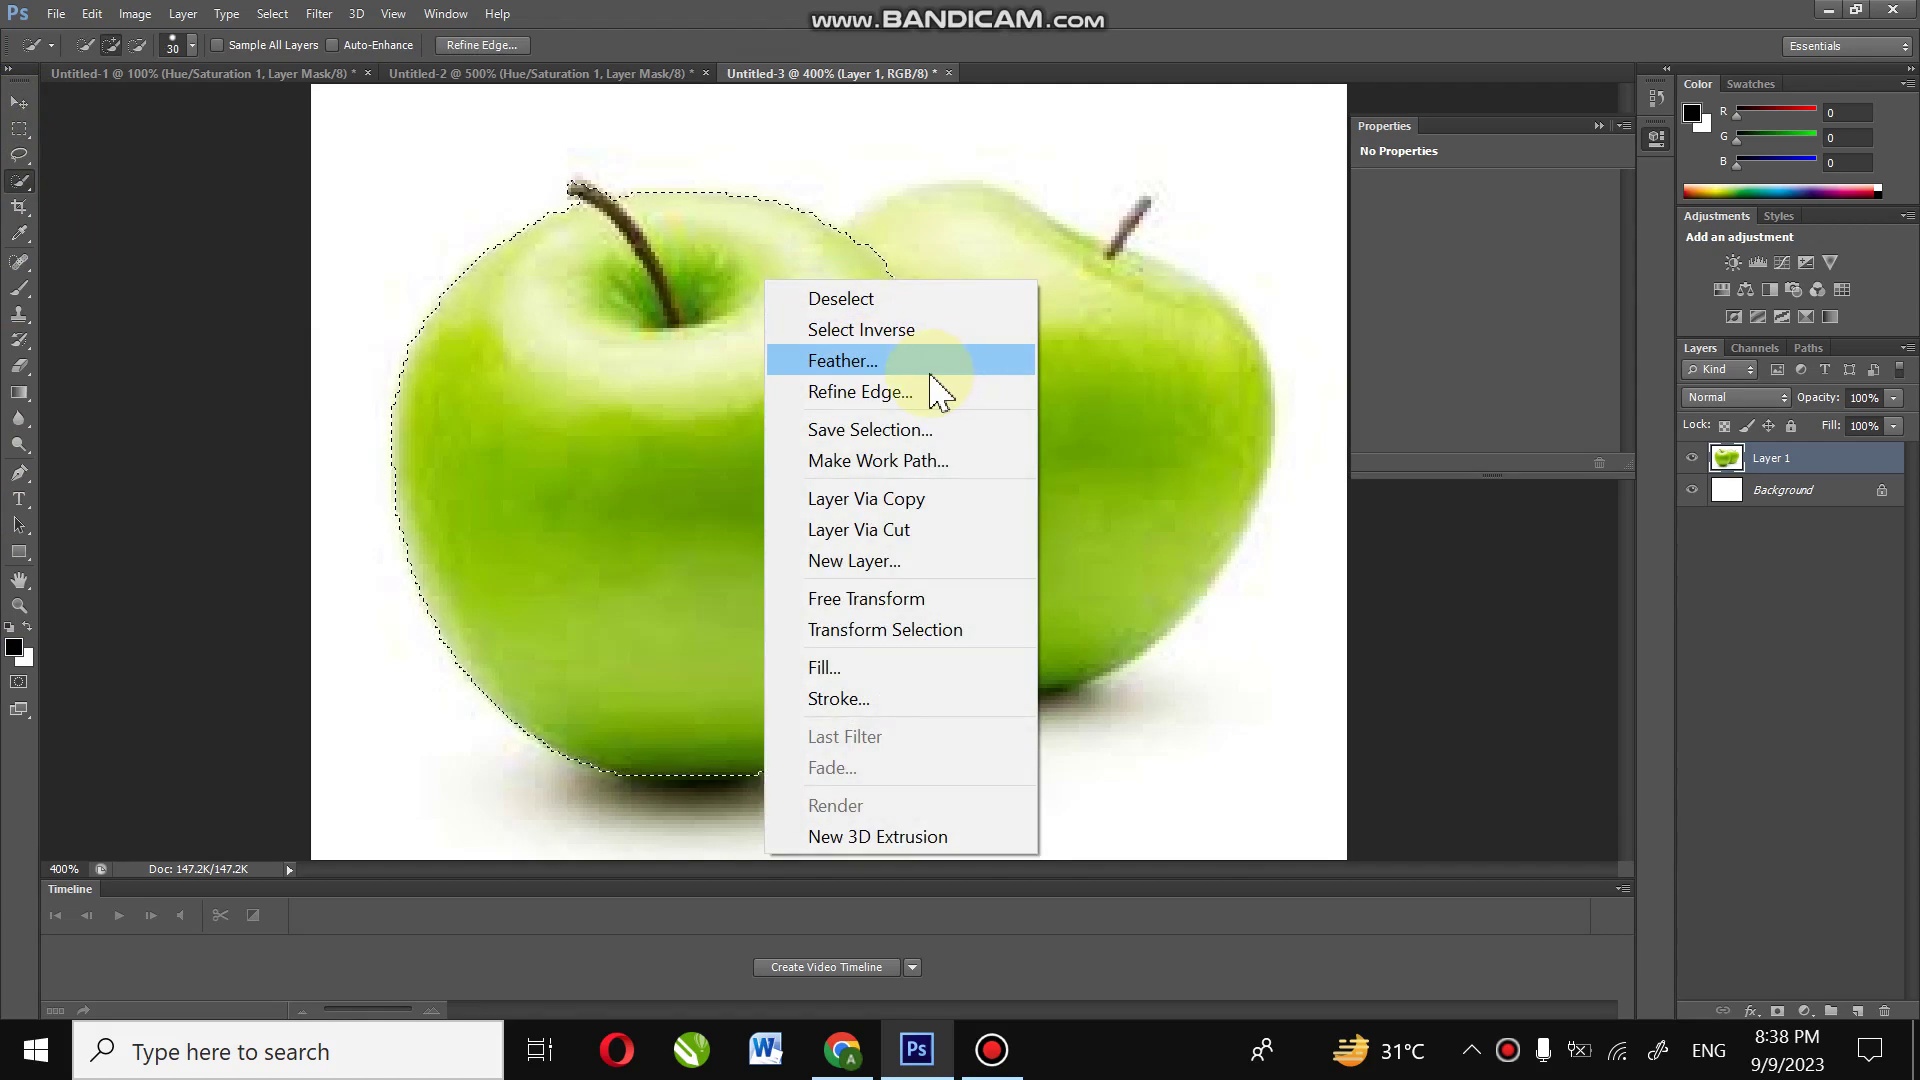 Ps File Edit Image Layer Type Select Filter 3D View Window Help
www.BANDICAM.com
30 Sample All Layers Auto-Enhance Refine Edge... Essentials
Untitled-1 @ 100% (Hue/Saturation 1, Layer Mask/8) * × Untitled-2 @ 500% (Hue/Saturation 1, Layer Mask/8) * × Untitled-3 @ 400% (Layer 1, RGB/8) * ×
Color Swatches
R 0
G 0
B 0
Properties
No Properties
Adjustments Styles
Add an adjustment
Layers Channels Paths
Kind
Normal Opacity: 100%
Lock: Fill: 100%
Layer 1
Background
Deselect
Select Inverse
Feather...
Refine Edge...
Save Selection...
Make Work Path...
Layer Via Copy
Layer Via Cut
New Layer...
Free Transform
Transform Selection
Fill...
Stroke...
Last Filter
Fade...
Render
New 3D Extrusion
400% Doc: 147.2K/147.2K
Timeline
Create Video Timeline
Type here to search
W
A
Ps
31°C
ENG
8:38 PM
9/9/2023